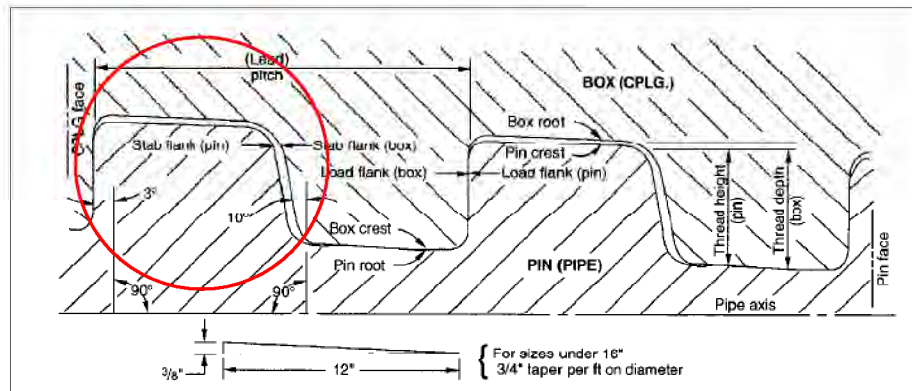 (Lead)
pitch
CPLG face
BOX (CPLG.)
Box root
Pin crest
Stab flank (pin)
Stab flank (box)
Load flank (box)
Load flank (pin)
3°
10°
Box crest
Pin root
Thread height
(pin)
Thread depth
(box)
PIN (PIPE)
Pin face
90°
90°
Pipe axis
3/8"
12"
For sizes under 16"
3/4" taper per ft on diameter